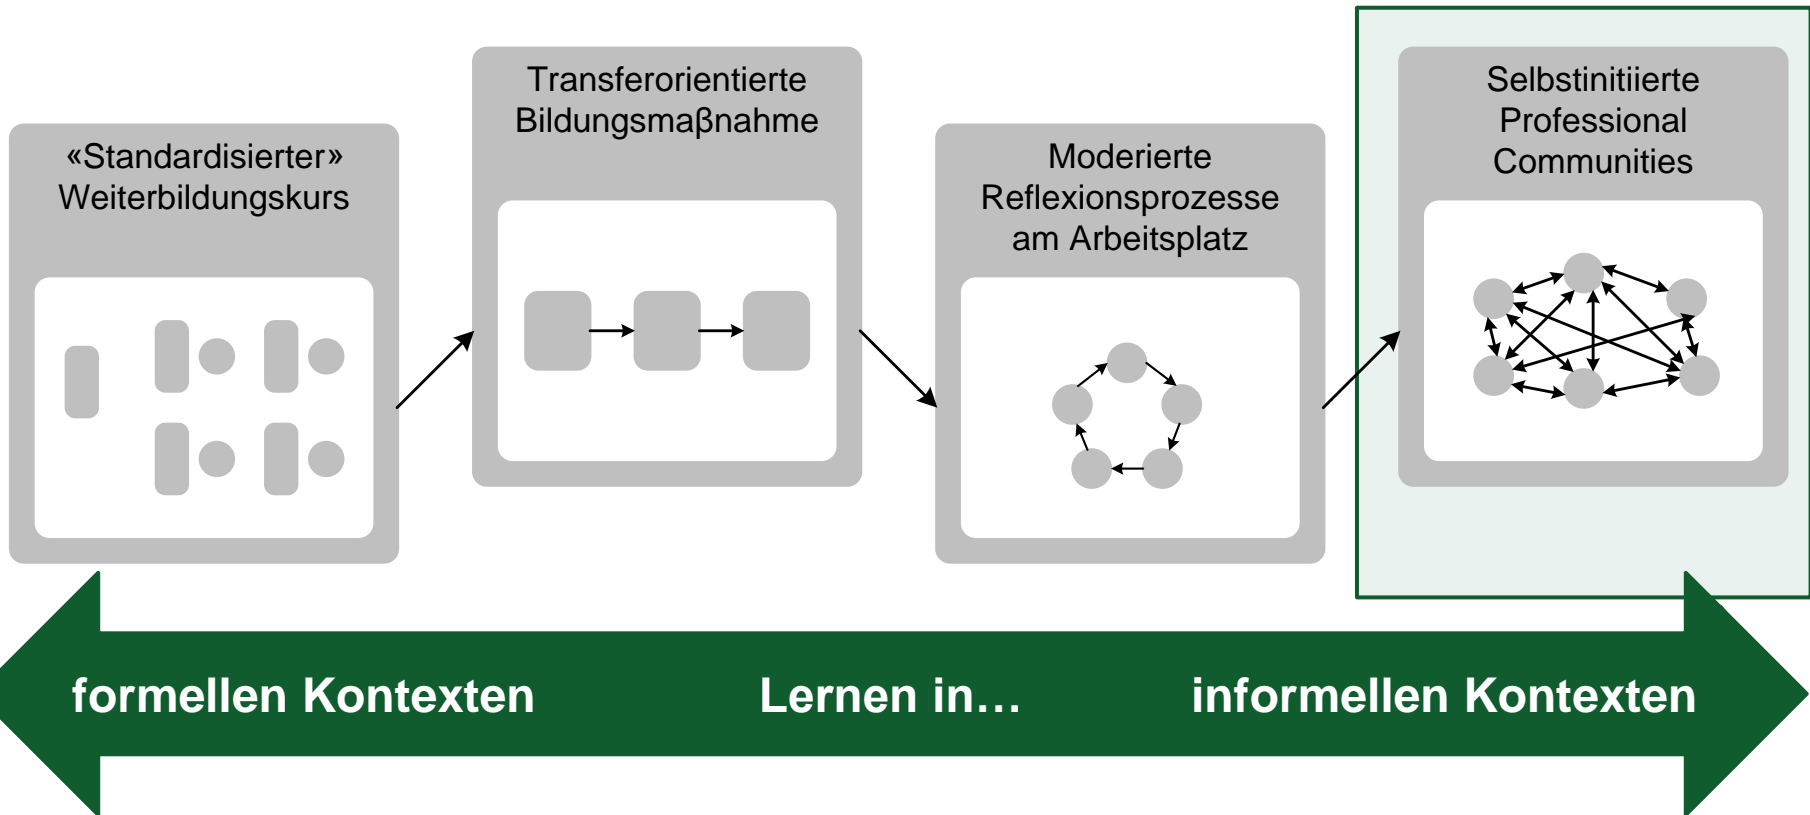 «Standardisierter»
Weiterbildungskurs
Transferorientierte
Bildungsmaβnahme
Moderierte
Reflexionsprozesse
am Arbeitsplatz
Selbstinitiierte
Professional
Communities
formellen Kontexten
Lernen in…
informellen Kontexten